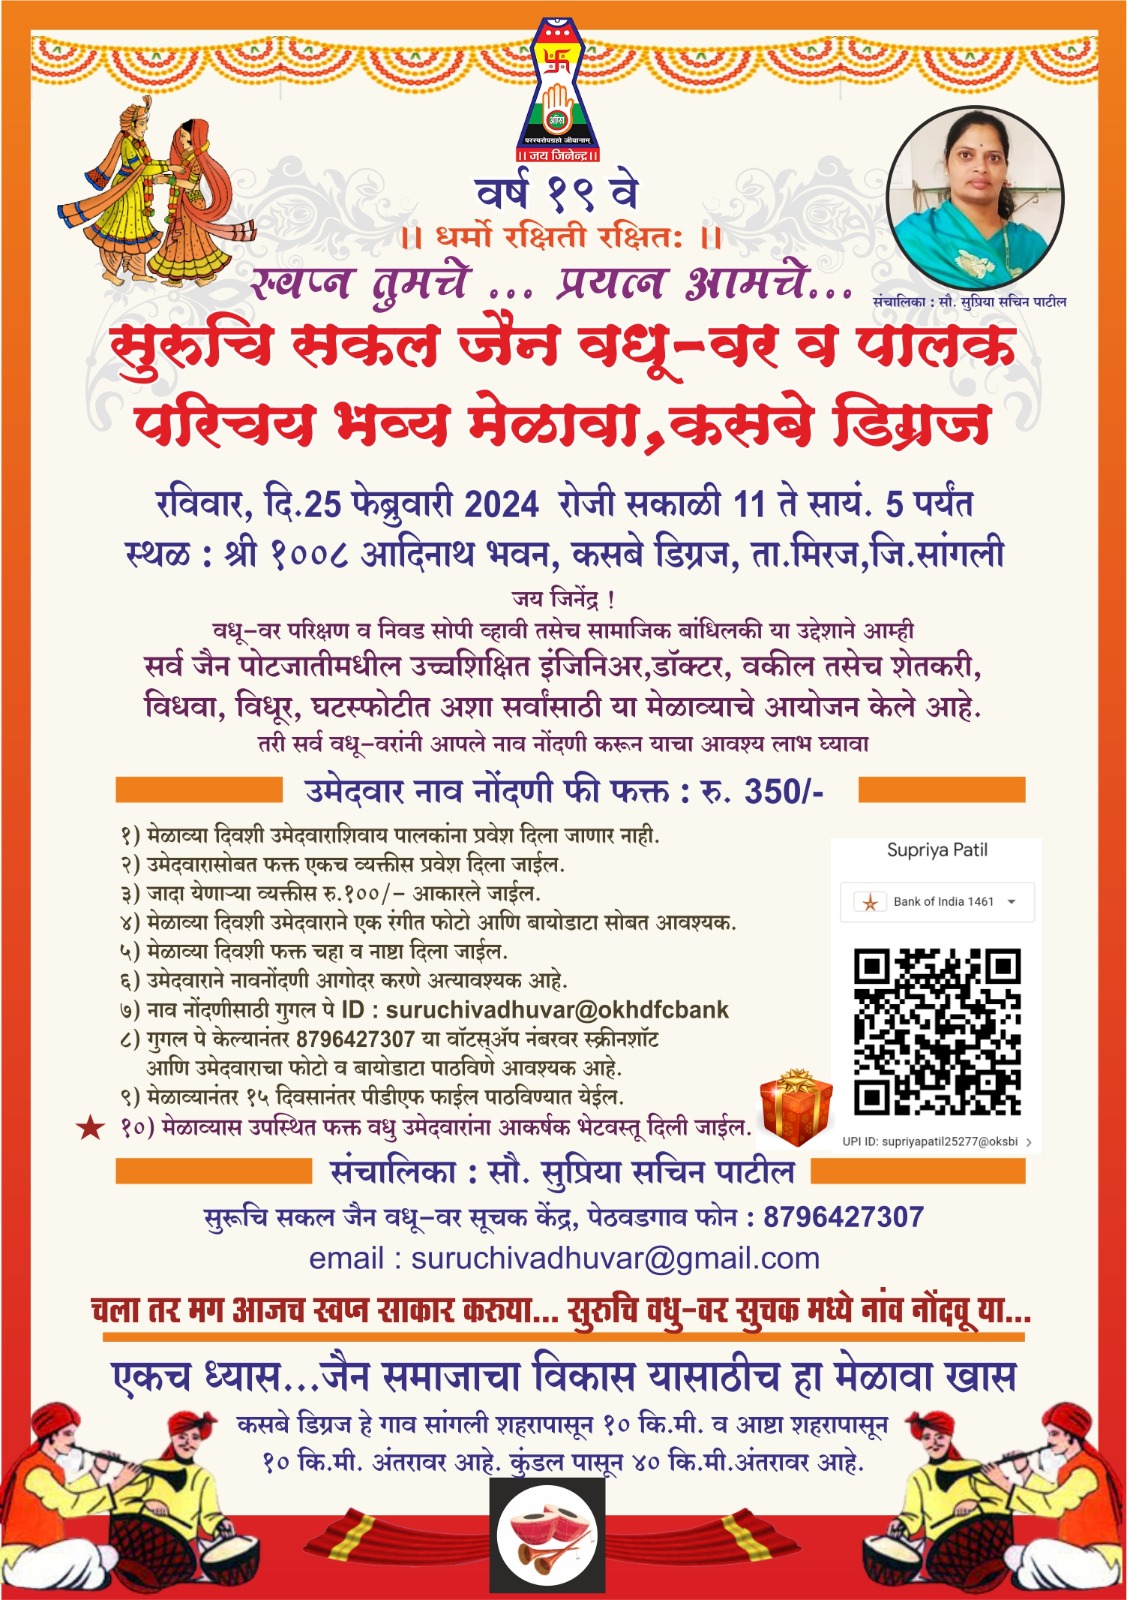 अहिंसा
परस्परोपग्रहो जीवानाम्
।। जय जिनेन्द्र ।।
वर्ष १९ वे
।। धर्मो रक्षिती रक्षितः ।।
स्वप्न तुमचे ... प्रयत्न आमचे...
संचालिका : सौ. सुप्रिया सचिन पाटील
सुरुचि सकल जैन वधू-वर व पालक
परिचय भव्य मेळावा,कसबे डिग्रज
रविवार, दि.25 फेब्रुवारी 2024 रोजी सकाळी 11 ते सायं. 5 पर्यंत
स्थळ : श्री १००८ आदिनाथ भवन, कसबे डिग्रज, ता.मिरज,जि.सांगली
जय जिनेंद्र !
वधू-वर परिक्षण व निवड सोपी व्हावी तसेच सामाजिक बांधिलकी या उद्देशाने आम्ही
सर्व जैन पोटजातीमधील उच्चशिक्षित इंजिनिअर,डॉक्टर, वकील तसेच शेतकरी,
विधवा, विधूर, घटस्फोटीत अशा सर्वांसाठी या मेळाव्याचे आयोजन केले आहे.
तरी सर्व वधू-वरांनी आपले नाव नोंदणी करून याचा आवश्य लाभ घ्यावा
उमेदवार नाव नोंदणी फी फक्त : रु. 350/-
१) मेळाव्या दिवशी उमेदवाराशिवाय पालकांना प्रवेश दिला जाणार नाही.
२) उमेदवारासोबत फक्त एकच व्यक्तीस प्रवेश दिला जाईल.
३) जादा येणाऱ्या व्यक्तीस रु.१००/- आकारले जाईल.
४) मेळाव्या दिवशी उमेदवाराने एक रंगीत फोटो आणि बायोडाटा सोबत आवश्यक.
५) मेळाव्या दिवशी फक्त चहा व नाष्टा दिला जाईल.
६) उमेदवाराने नावनोंदणी आगोदर करणे अत्यावश्यक आहे.
७) नाव नोंदणीसाठी गुगल पे ID : suruchivadhuvar@okhdfcbank
८) गुगल पे केल्यानंतर 8796427307 या वॉटस्ॲप नंबरवर स्क्रीनशॉट
आणि उमेदवाराचा फोटो व बायोडाटा पाठविणे आवश्यक आहे.
९) मेळाव्यानंतर १५ दिवसानंतर पीडीएफ फाईल पाठविण्यात येईल.
१०) मेळाव्यास उपस्थित फक्त वधु उमेदवारांना आकर्षक भेटवस्तू दिली जाईल.
Supriya Patil
Bank of India 1461
UPI ID: supriyapatil25277@oksbi
संचालिका : सौ. सुप्रिया सचिन पाटील
सुरूचि सकल जैन वधू-वर सूचक केंद्र, पेठवडगाव फोन : 8796427307
email : suruchivadhuvar@gmail.com
चला तर मग आजच स्वप्न साकार करुया... सुरुचि वधु-वर सुचक मध्ये नांव नोंदवू या...
एकच ध्यास...जैन समाजाचा विकास यासाठीच हा मेळावा खास
कसबे डिग्रज हे गाव सांगली शहरापासून १० कि.मी. व आष्टा शहरापासून
१० कि.मी. अंतरावर आहे. कुंडल पासून ४० कि.मी.अंतरावर आहे.